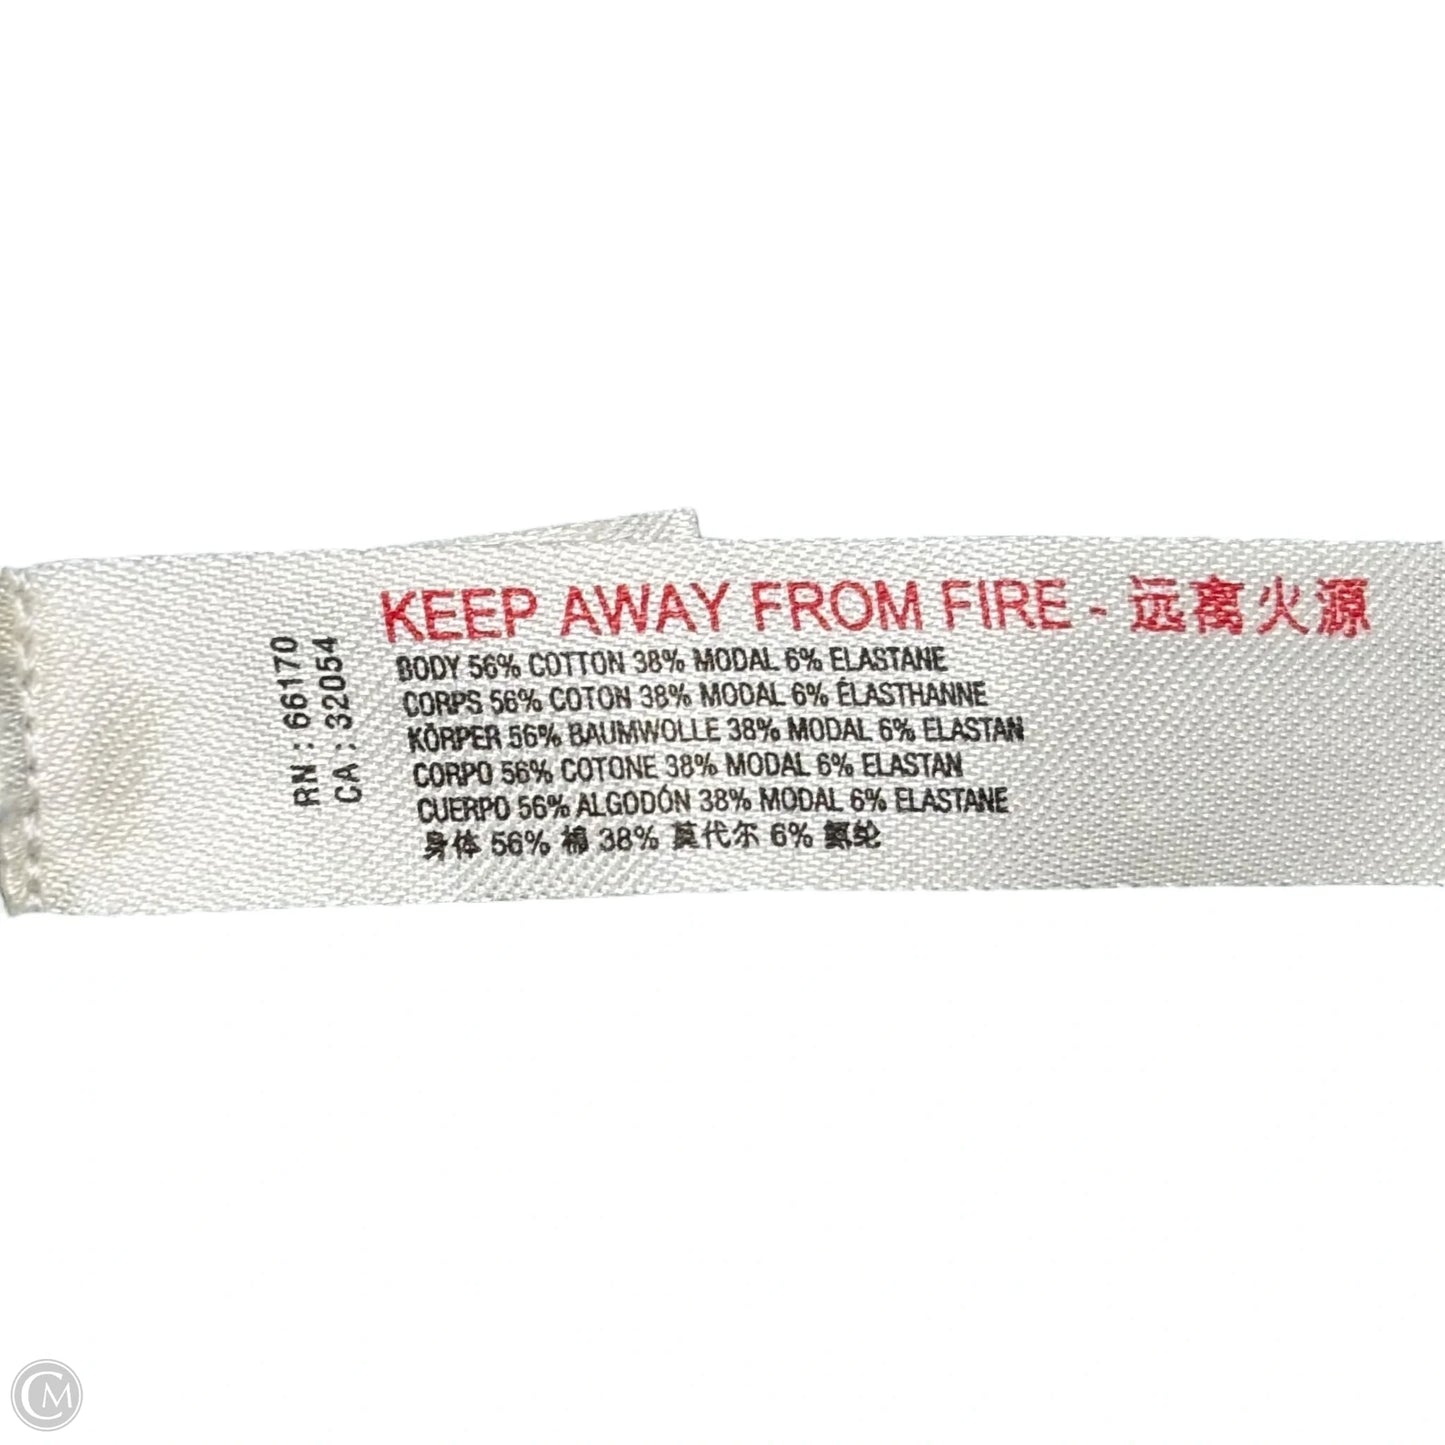 KEEP AWAY FROM FIRE - 远离火源
BODY 56% COTTON 38% MODAL 6% ELASTANE
CORPS 56% COTON 38% MODAL 6% ÉLASTHANNE
KÖRPER 56% BAUMWOLLE 38% MODAL 6% ELASTAN
CORPO 56% COTONE 38% MODAL 6% ELASTAN
CUERPO 56% ALGODÓN 38% MODAL 6% ELASTANE
身体 56% 棉 38% 莫代尔 6% 氨纶
RN : 66170
CA : 32054
CM